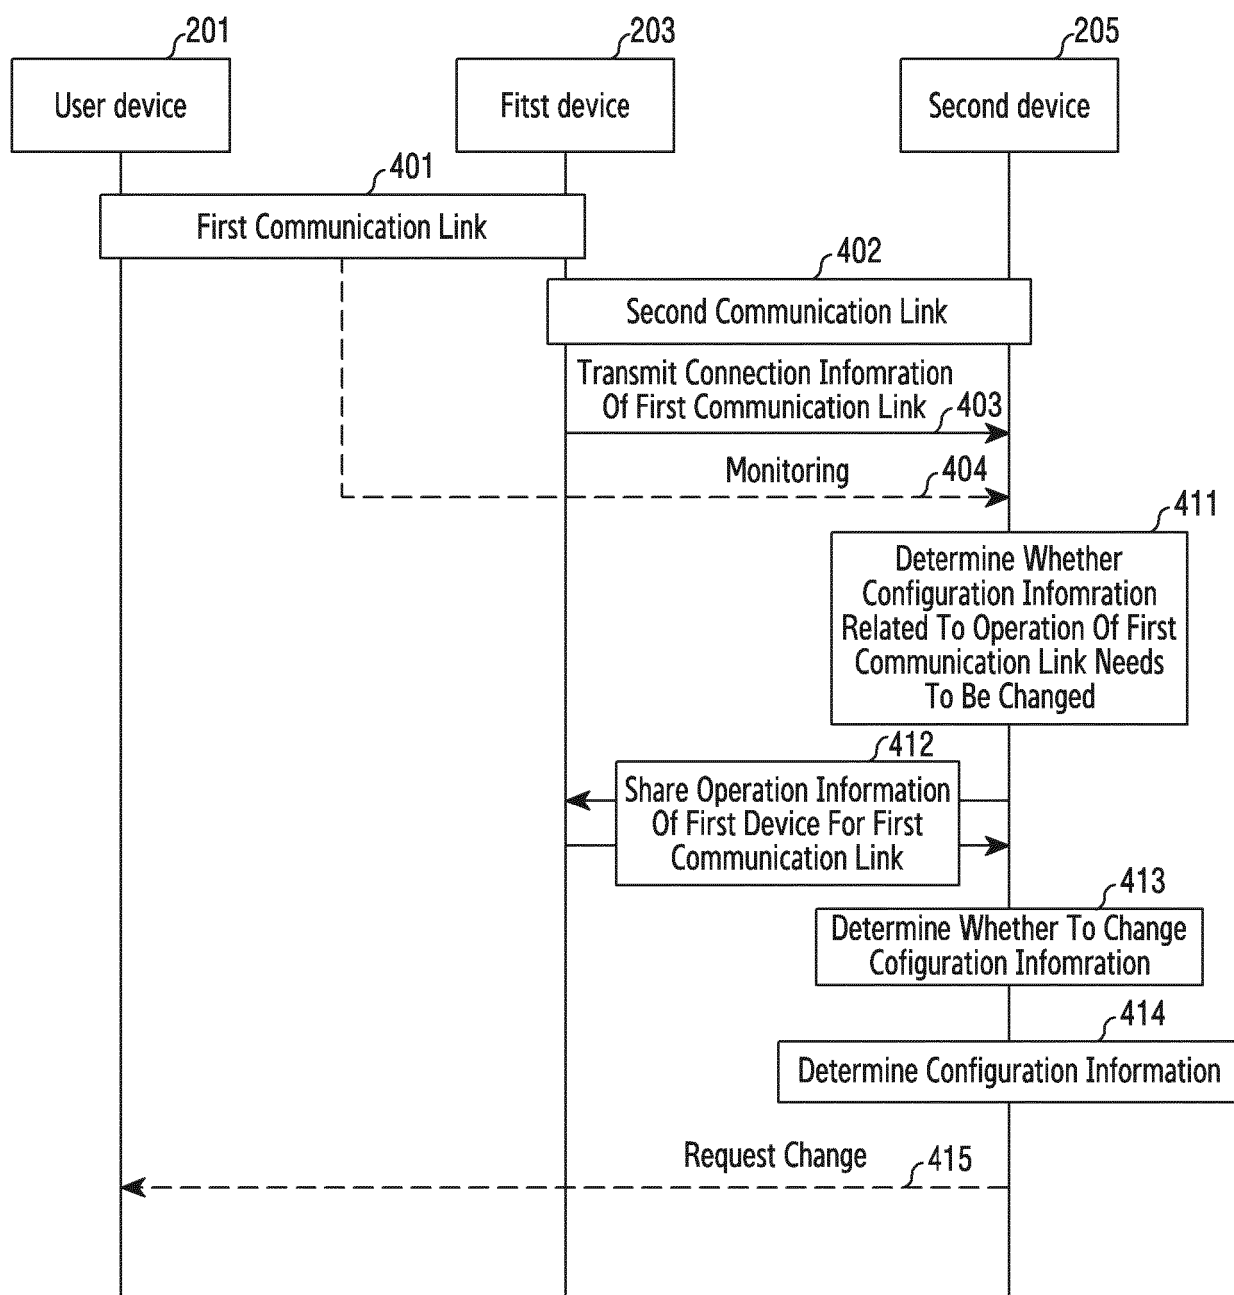 201
203
205
User device
Fitst device
Second device
401
First Communication Link
402
Second Communication Link
Transmit Connection Infomration
Of First Communication Link
403
Monitoring
404
411
Determine Whether
Configuration Infomration
Related To Operation Of First
Communication Link Needs
To Be Changed
412
Share Operation Information
Of First Device For First
Communication Link
413
Determine Whether To Change
Cofiguration Infomration
414
Determine Configuration Information
Request Change
415